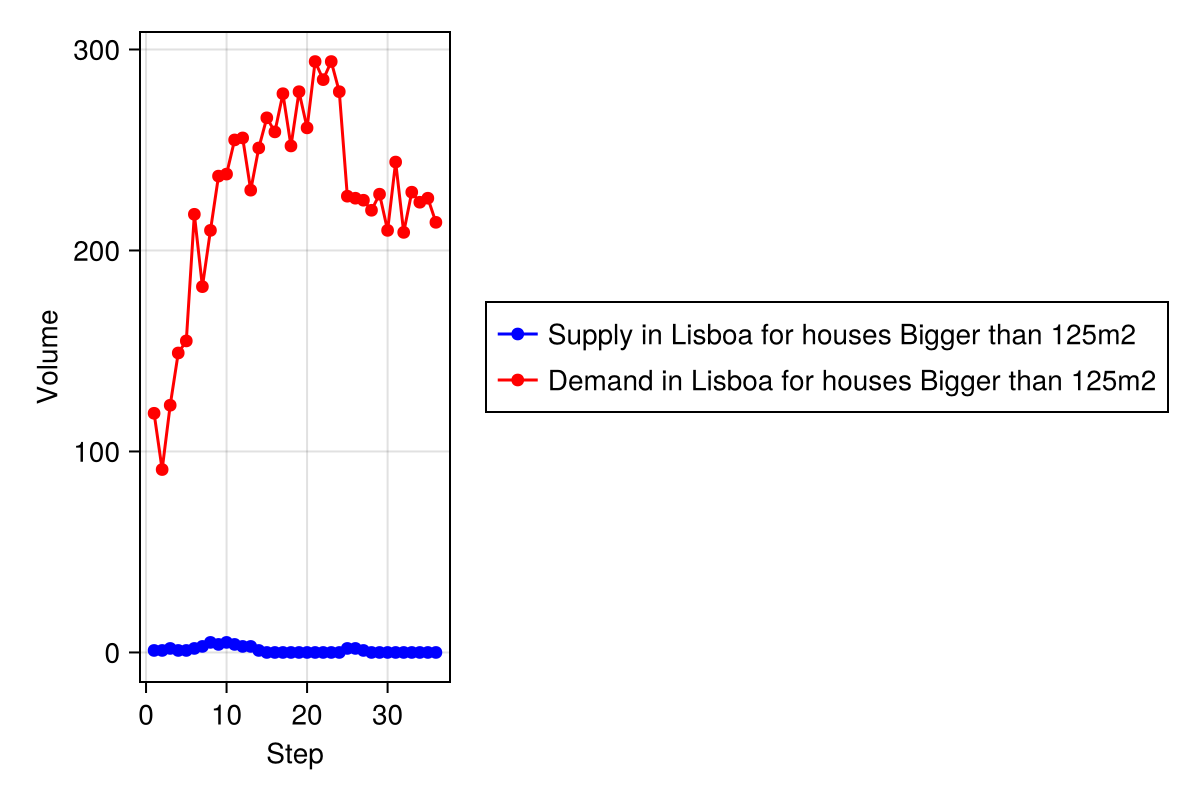 300
200
100
0
Volume
0 10 20 30
Step
Supply in Lisboa for houses Bigger than 125m2
Demand in Lisboa for houses Bigger than 125m2